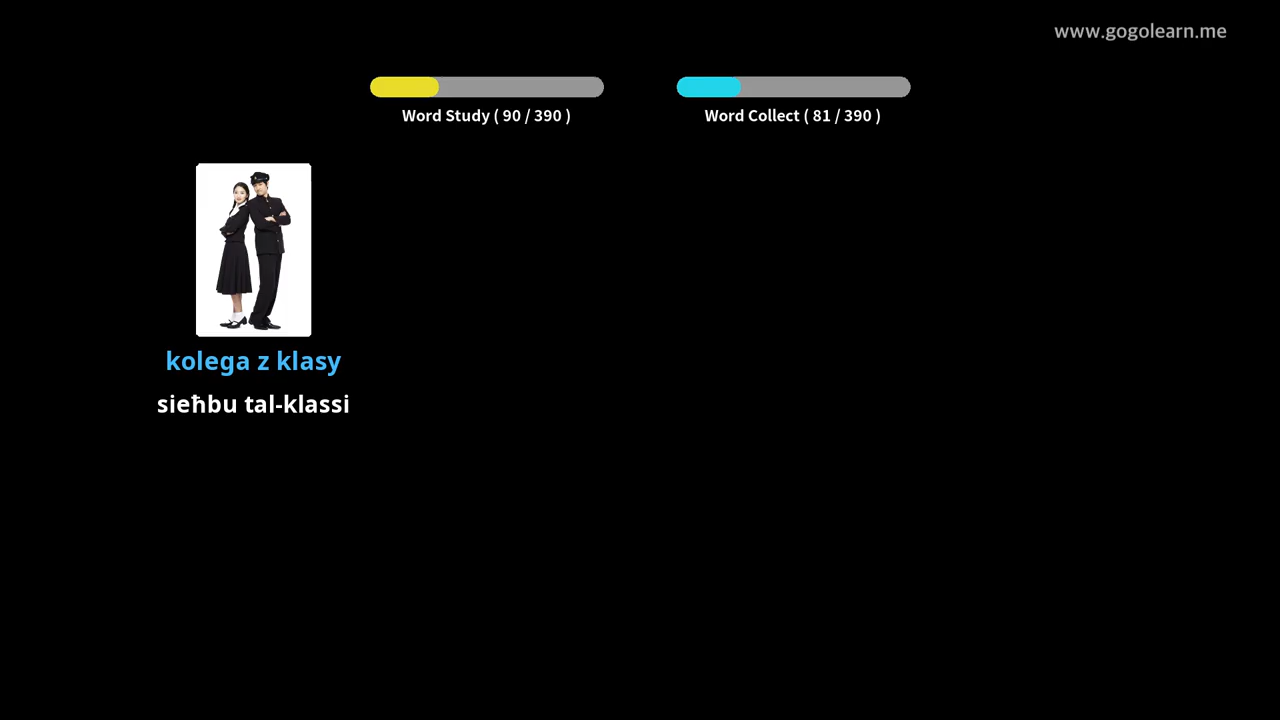 www.gogolearn.me
Word Study ( 90 / 390 )
Word Collect ( 81 / 390 )
kolega z klasy
sieħbu tal-klassi